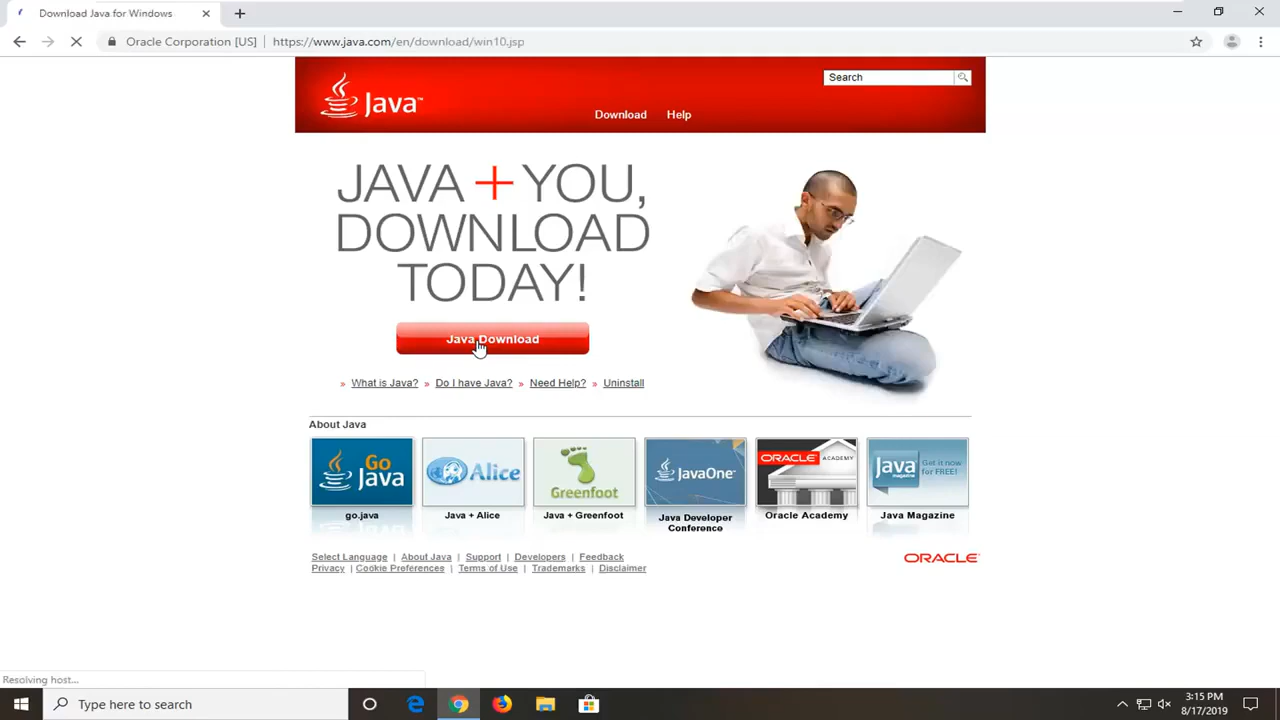 Download Java for Windows
Oracle Corporation [US] | https://www.java.com/en/download/win10.jsp
Java™
Search
Download Help
JAVA + YOU,
DOWNLOAD
TODAY!
Java Download
» What is Java? » Do I have Java? » Need Help? » Uninstall
About Java
Go Java
Alice
Greenfoot
JavaOne™
ORACLE ACADEMY
Java magazine Get it now for FREE!
go.java
Java + Alice
Java + Greenfoot
Java Developer
Conference
Oracle Academy
Java Magazine
Select Language | About Java | Support | Developers | Feedback
Privacy | Cookie Preferences | Terms of Use | Trademarks | Disclaimer
ORACLE
Resolving host...
Type here to search
3:15 PM
8/17/2019